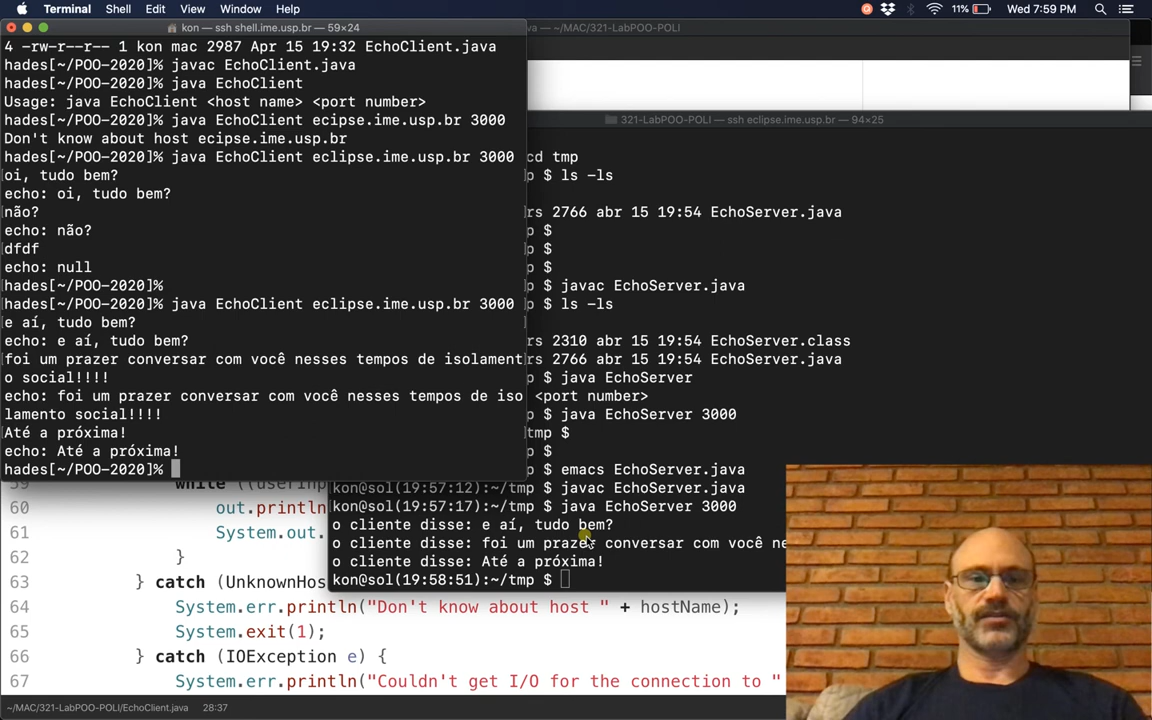 Terminal Shell Edit View Window Help 11% Wed 7:59 PM
kon — ssh shell.ime.usp.br — 59×24
va — ~/MAC/321-LabPOO-POLI
4 -rw-r--r-- 1 kon mac 2987 Apr 15 19:32 EchoClient.java
hades[~/POO-2020]% javac EchoClient.java
hades[~/POO-2020]% java EchoClient
Usage: java EchoClient <host name> <port number>
hades[~/POO-2020]% java EchoClient ecipse.ime.usp.br 3000
Don't know about host ecipse.ime.usp.br
hades[~/POO-2020]% java EchoClient eclipse.ime.usp.br 3000
oi, tudo bem?
echo: oi, tudo bem?
não?
echo: não?
dfdf
echo: null
hades[~/POO-2020]%
hades[~/POO-2020]% java EchoClient eclipse.ime.usp.br 3000
e aí, tudo bem?
echo: e aí, tudo bem?
foi um prazer conversar com você nesses tempos de isolament
o social!!!!
echo: foi um prazer conversar com você nesses tempos de iso
lamento social!!!!
Até a próxima!
echo: Até a próxima!
hades[~/POO-2020]%
321-LabPOO-POLI — ssh eclipse.ime.usp.br — 94×25
cd tmp
p $ ls -ls
rs 2766 abr 15 19:54 EchoServer.java
p $
p $
p $
p $ javac EchoServer.java
p $ ls -ls
rs 2310 abr 15 19:54 EchoServer.class
rs 2766 abr 15 19:54 EchoServer.java
p $ java EchoServer
<port number>
p $ java EchoServer 3000
tmp $
p $
p $ emacs EchoServer.java
kon@sol(19:57:12):~/tmp $ javac EchoServer.java
kon@sol(19:57:17):~/tmp $ java EchoServer 3000
o cliente disse: e aí, tudo bem?
o cliente disse: foi um prazer conversar com você ne
o cliente disse: Até a próxima!
kon@sol(19:58:51):~/tmp $
59 while ((userInp
60 out.println
61 System.out.
62 }
63 } catch (UnknownHos
64 System.err.println("Don't know about host " + hostName);
65 System.exit(1);
66 } catch (IOException e) {
67 System.err.println("Couldn't get I/O for the connection to "
~/MAC/321-LabPOO-POLI/EchoClient.java 28:37